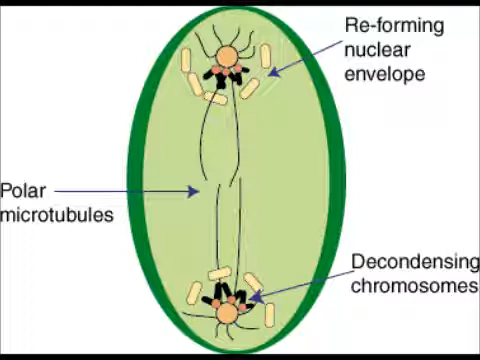 Re-forming
nuclear
envelope
Polar
microtubules
Decondensing
chromosomes